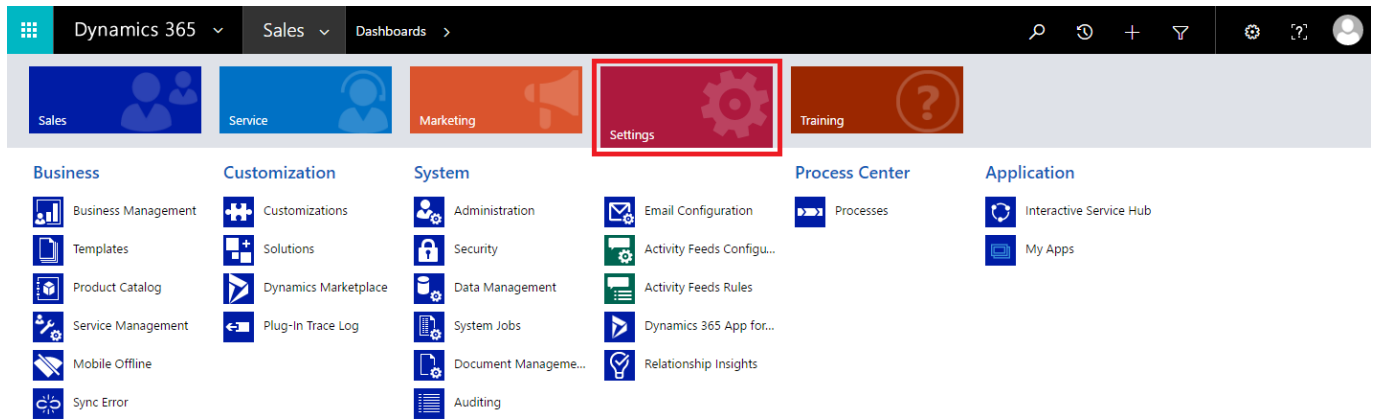 Dynamics 365
Sales
Dashboards
Sales
Service
Marketing
Settings
Training
Business
Business Management
Templates
Product Catalog
Service Management
Mobile Offline
Sync Error
Customization
Customizations
Solutions
Dynamics Marketplace
Plug-In Trace Log
System
Administration
Security
Data Management
System Jobs
Document Manageme...
Auditing
Email Configuration
Activity Feeds Configu...
Activity Feeds Rules
Dynamics 365 App for...
Relationship Insights
Process Center
Processes
Application
Interactive Service Hub
My Apps